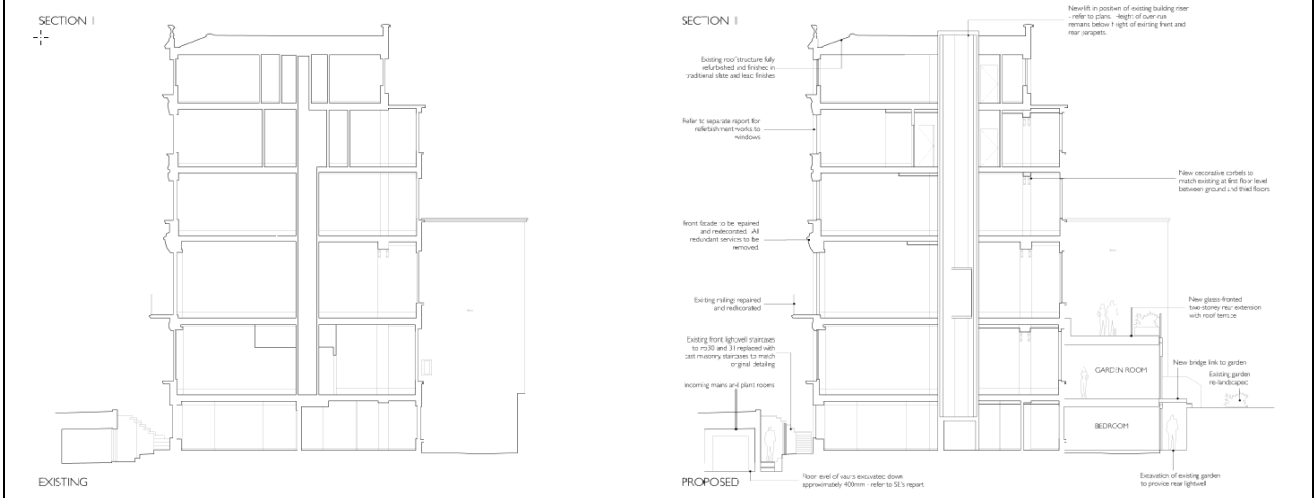 SECTION
EXISTING
SECTION
New lift in position of existing building riser
- refer to plans. Height of over-run
remains below height of existing front and
rear parapets.
Existing roof structure fully
refurbished and finished in
traditional slate and lead finishes
Refer to separate report for
refurbishment works to
windows
New decorative corbels to
match existing at first floor level
between ground and third floors
Front facade to be repaired
and redecorated. All
redundant services to be
removed.
Existing railings repaired
and redecorated
New glass-fronted
two-storey rear extension
with roof terrace
Existing front lightwell staircases
to no30 and 31 replaced with
cast masonry staircases to match
original detailing
New bridge link to garden
GARDEN ROOM
Existing garden
re-landscaped
Incoming mains and plant rooms
BEDROOM
PROPOSED
Floor level of vaults excavated down
approximately 400mm - refer to SE's report
Excavation of existing garden
to provide rear lightwell